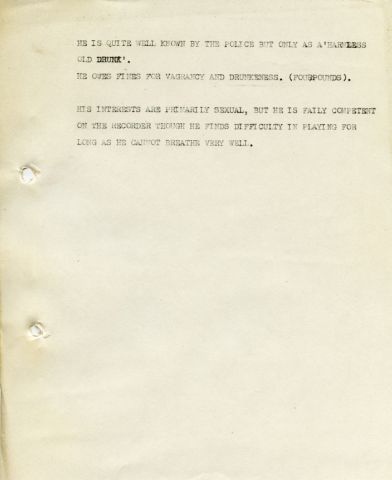 HE IS QUITE WELL KNOWN BY THE POLICE BUT ONLY AS A'HARMLESS
OLD DRUNK'.
HE OWES FINES FOR VAGRANCY AND DRUNKENESS. (FOURPOUNDS).
HIS INTERESTS ARE PRIMARILY SEXUAL, BUT HE IS FAILY COMPETENT
ON THE RECORDER THOUGH HE FINDS DIFFICULTY IN PLAYING FOR
LONG AS HE CANNOT BREATHE VERY WELL.